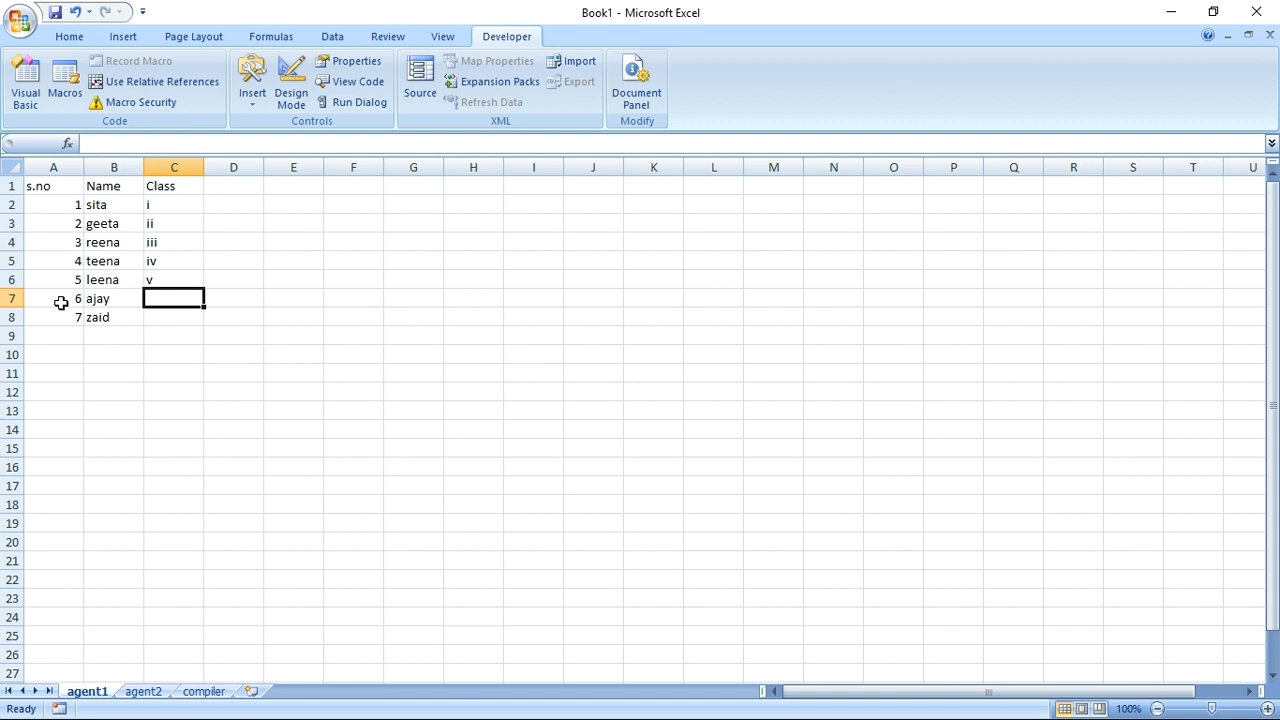 Book1 - Microsoft Excel
Home Insert Page Layout Formulas Data Review View Developer
Visual Basic
Macros
Record Macro
Use Relative References
Macro Security
Code
Insert
Design Mode
Properties
View Code
Run Dialog
Controls
Source
Map Properties
Expansion Packs
Refresh Data
Import
Export
XML
Document Panel
Modify
fx
A B C D E F G H I J K L M N O P Q R S T U
1 s.no Name Class
2 1 sita i
3 2 geeta ii
4 3 reena iii
5 4 teena iv
6 5 leena v
7 6 ajay
8 7 zaid
9
10
11
12
13
14
15
16
17
18
19
20
21
22
23
24
25
26
27
agent1 agent2 compiler
Ready 100%